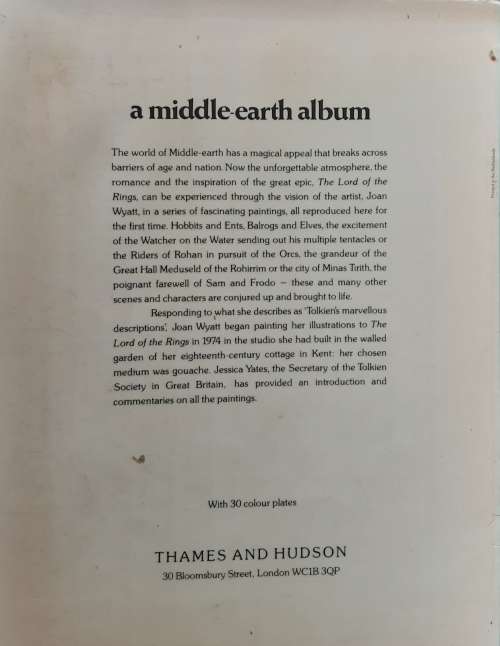 a middle-earth album
The world of Middle-earth has a magical appeal that breaks across
barriers of age and nation. Now the unforgettable atmosphere, the
romance and the inspiration of the great epic, The Lord of the
Rings, can be experienced through the vision of the artist, Joan
Wyatt, in a series of fascinating paintings, all reproduced here for
the first time. Hobbits and Ents, Balrogs and Elves, the excitement
of the Watcher on the Water sending out his multiple tentacles or
the Riders of Rohan in pursuit of the Orcs, the grandeur of the
Great Hall Meduseld of the Rohirrim or the city of Minas Tirith, the
poignant farewell of Sam and Frodo – these and many other
scenes and characters are conjured up and brought to life.
Responding to what she describes as 'Tolkien's marvellous
descriptions', Joan Wyatt began painting her illustrations to The
Lord of the Rings in 1974 in the studio she had built in the walled
garden of her eighteenth-century cottage in Kent: her chosen
medium was gouache. Jessica Yates, the Secretary of the Tolkien
Society in Great Britain, has provided an introduction and
commentaries on all the paintings.
With 30 colour plates
THAMES AND HUDSON
30 Bloomsbury Street, London WC1B 3QP
Printed in the Netherlands